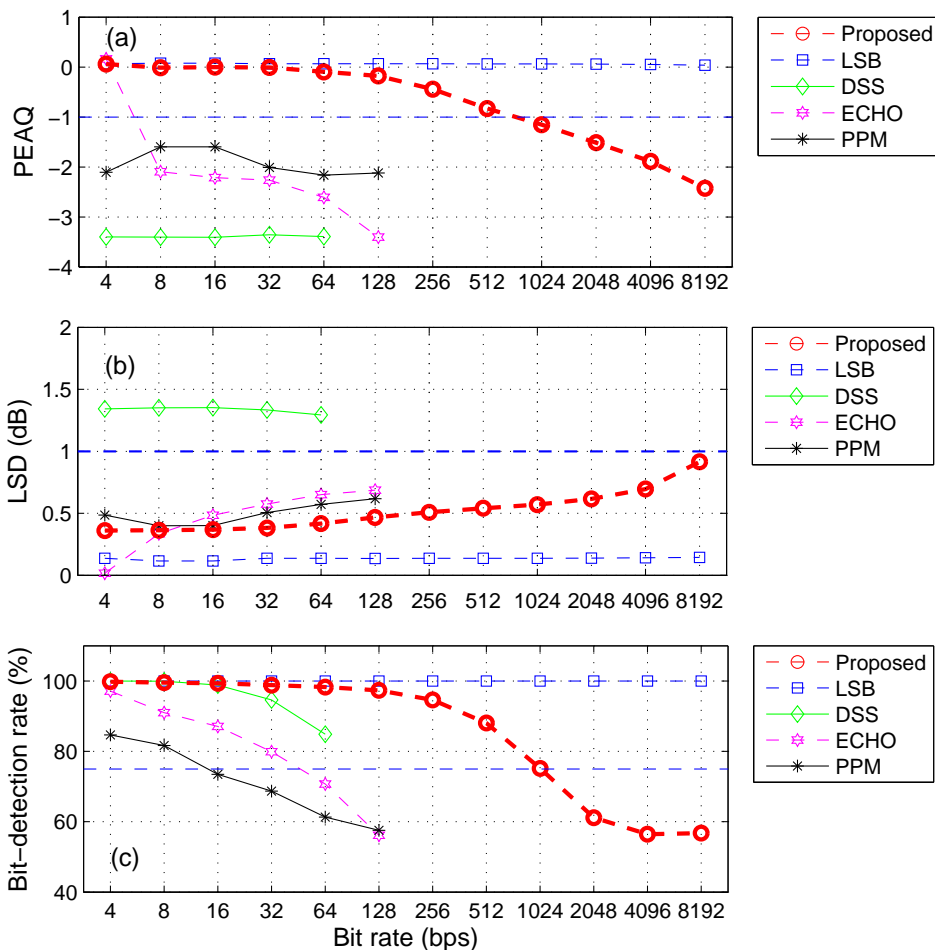 (a)
PEAQ
1
0
−1
−2
−3
−4
4 8 16 32 64 128 256 512 1024 2048 4096 8192
Proposed
LSB
DSS
ECHO
PPM
(b)
LSD (dB)
2
1.5
1
0.5
0
4 8 16 32 64 128 256 512 1024 2048 4096 8192
Proposed
LSB
DSS
ECHO
PPM
(c)
Bit−detection rate (%)
100
80
60
40
4 8 16 32 64 128 256 512 1024 2048 4096 8192
Bit rate (bps)
Proposed
LSB
DSS
ECHO
PPM